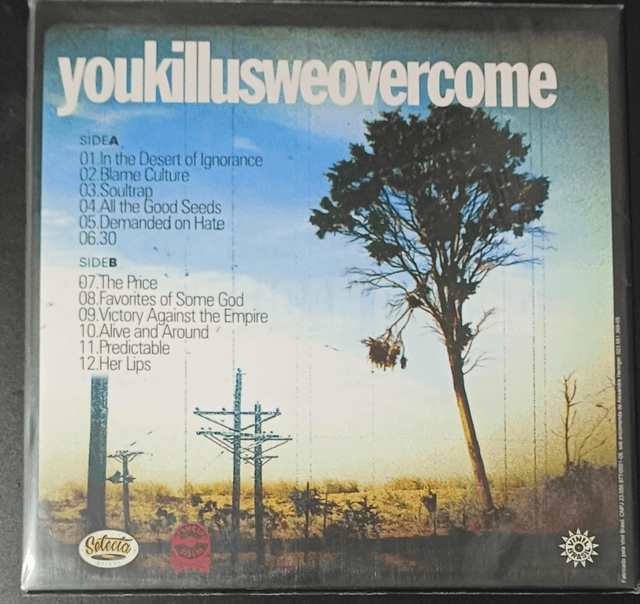 youkillusweovercome
SIDEA
01.In the Desert of Ignorance
02.Blame Culture
03.Soultrap
04.All the Good Seeds
05.Demanded on Hate
06.30
SIDEB
07.The Price
08.Favorites of Some God
09.Victory Against the Empire
10.Alive and Around
11.Predictable
12.Her Lips
Selecta